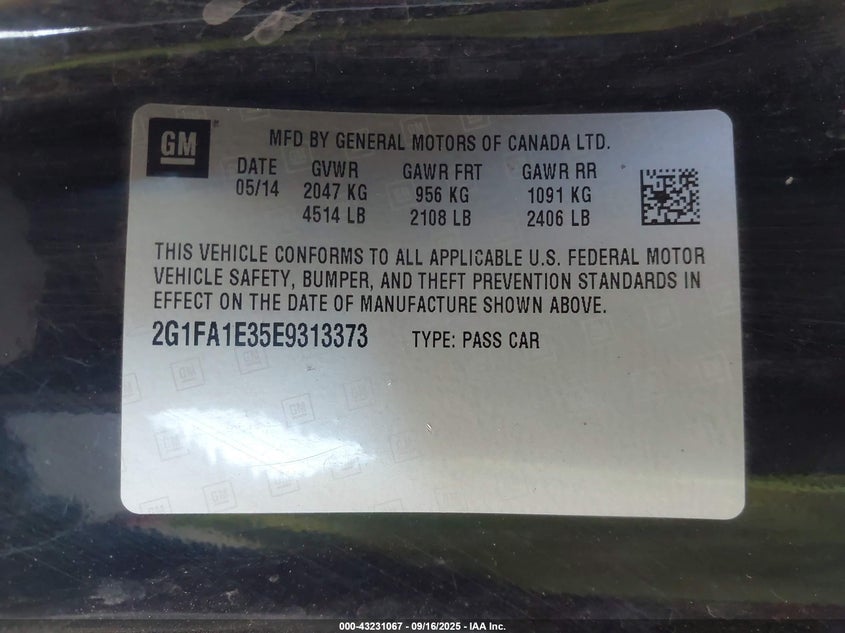 GM
MFD BY GENERAL MOTORS OF CANADA LTD.
DATE GVWR GAWR FRT GAWR RR
05/14 2047 KG 956 KG 1091 KG
4514 LB 2108 LB 2406 LB
THIS VEHICLE CONFORMS TO ALL APPLICABLE U.S. FEDERAL MOTOR
VEHICLE SAFETY, BUMPER, AND THEFT PREVENTION STANDARDS IN
EFFECT ON THE DATE OF MANUFACTURE SHOWN ABOVE.
2G1FA1E35E9313373 TYPE: PASS CAR
000-43231067 - 09/16/2025 - IAA Inc.